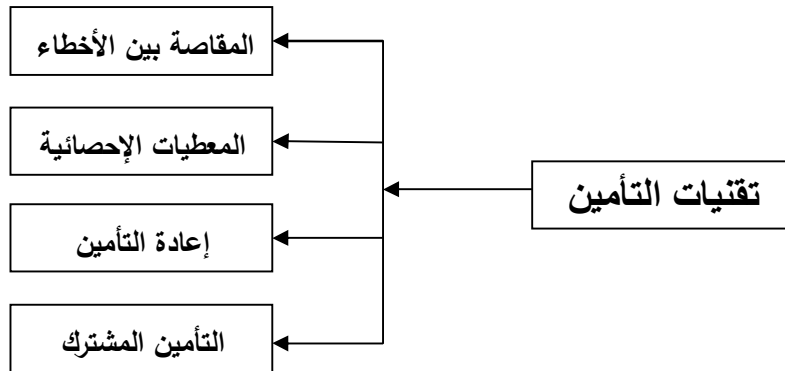 المقاصة بين الأخطاء
المعطيات الإحصائية
تقنيات التأمين
إعادة التأمين
التأمين المشترك